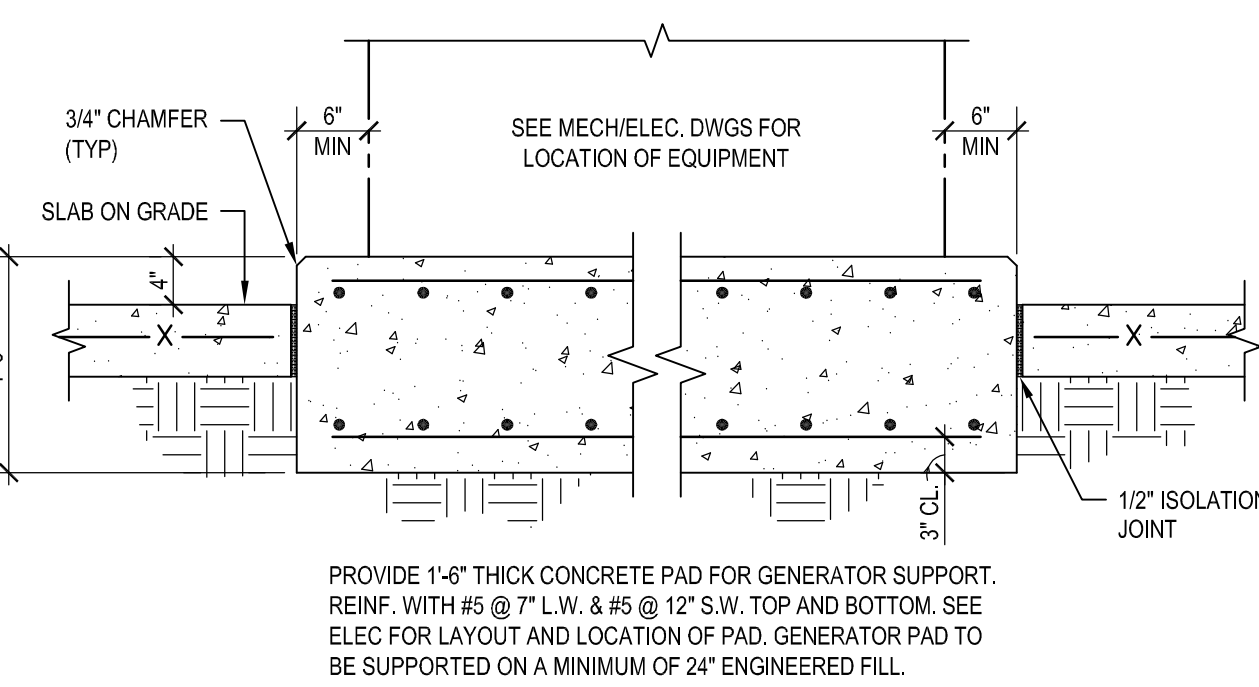 3/4" CHAMFER
(TYP)
6"
MIN
SEE MECH/ELEC. DWGS FOR
LOCATION OF EQUIPMENT
6"
MIN
SLAB ON GRADE
4"
X
X
3" CL.
1/2" ISOLATION
JOINT
PROVIDE 1'-6" THICK CONCRETE PAD FOR GENERATOR SUPPORT.
REINF. WITH #5 @ 7" L.W. & #5 @ 12" S.W. TOP AND BOTTOM. SEE
ELEC FOR LAYOUT AND LOCATION OF PAD. GENERATOR PAD TO
BE SUPPORTED ON A MINIMUM OF 24" ENGINEERED FILL.